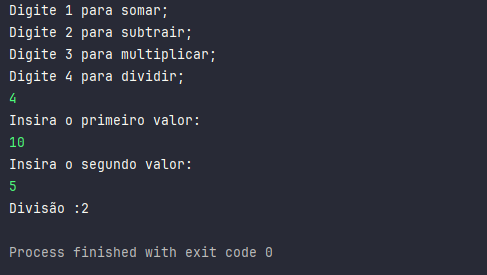 Digite 1 para somar;
Digite 2 para subtrair;
Digite 3 para multiplicar;
Digite 4 para dividir;
4
Insira o primeiro valor:
10
Insira o segundo valor:
5
Divisão :2
Process finished with exit code 0